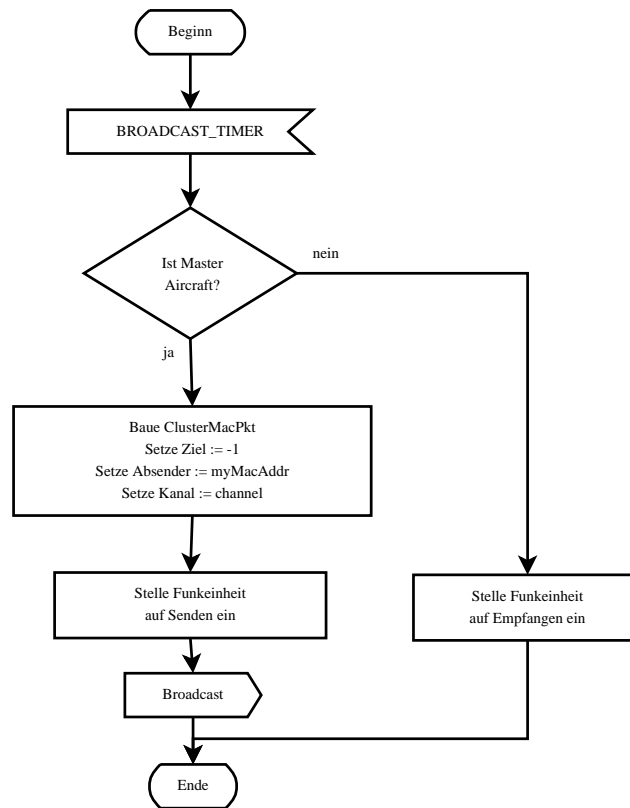 Beginn
BROADCAST_TIMER
Ist Master
Aircraft?
nein
ja
Baue ClusterMacPkt
Setze Ziel := -1
Setze Absender := myMacAddr
Setze Kanal := channel
Stelle Funkeinheit
auf Senden ein
Stelle Funkeinheit
auf Empfangen ein
Broadcast
Ende